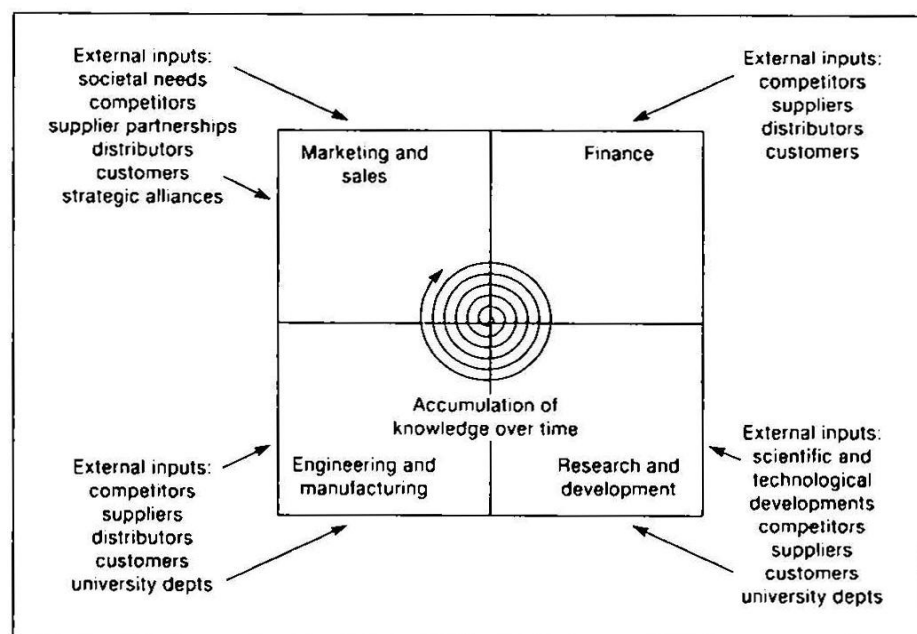 External inputs:
societal needs
competitors
supplier partnerships
distributors
customers
strategic alliances
External inputs:
competitors
suppliers
distributors
customers
Marketing and
sales
Finance
Accumulation of
knowledge over time
Engineering and
manufacturing
Research and
development
External inputs:
competitors
suppliers
distributors
customers
university depts
External inputs:
scientific and
technological
developments
competitors
suppliers
customers
university depts